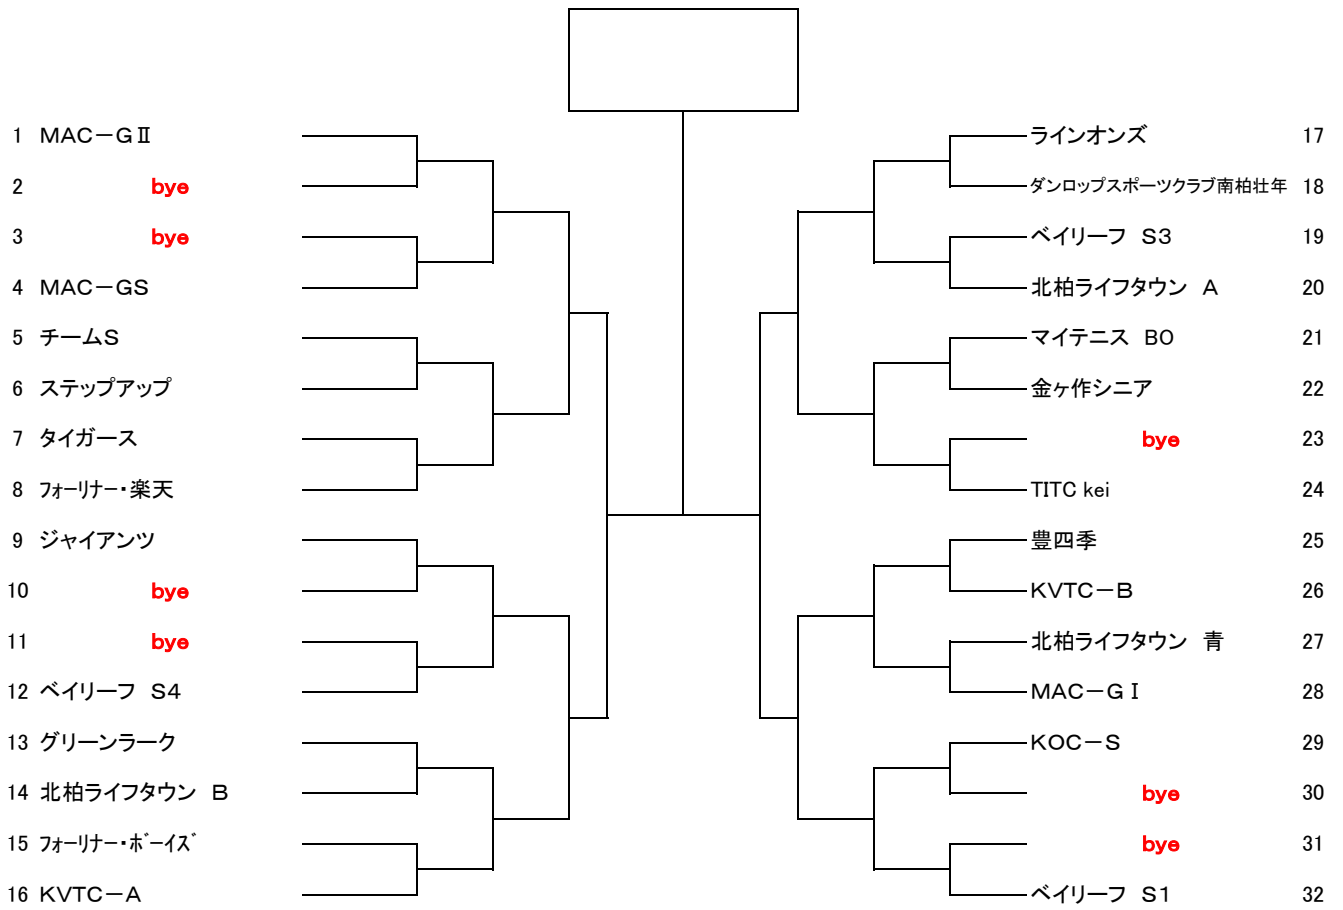 1 MAC－GⅡ
2 bye
3 bye
4 MAC－GS
5 チームS
6 ステップアップ
7 タイガース
8 フォーリナー・楽天
9 ジャイアンツ
10 bye
11 bye
12 ベイリーフ　S4
13 グリーンラーク
14 北柏ライフタウン　B
15 フォーリナー・ボーイズ
16 KVTC－A
ラインオンズ 17
ダンロップスポーツクラブ南柏壮年 18
ベイリーフ　S3 19
北柏ライフタウン　A 20
マイテニス　BO 21
金ヶ作シニア 22
bye 23
TITC kei 24
豊四季 25
KVTC－B 26
北柏ライフタウン　青 27
MAC－GⅠ 28
KOC－S 29
bye 30
bye 31
ベイリーフ　S1 32